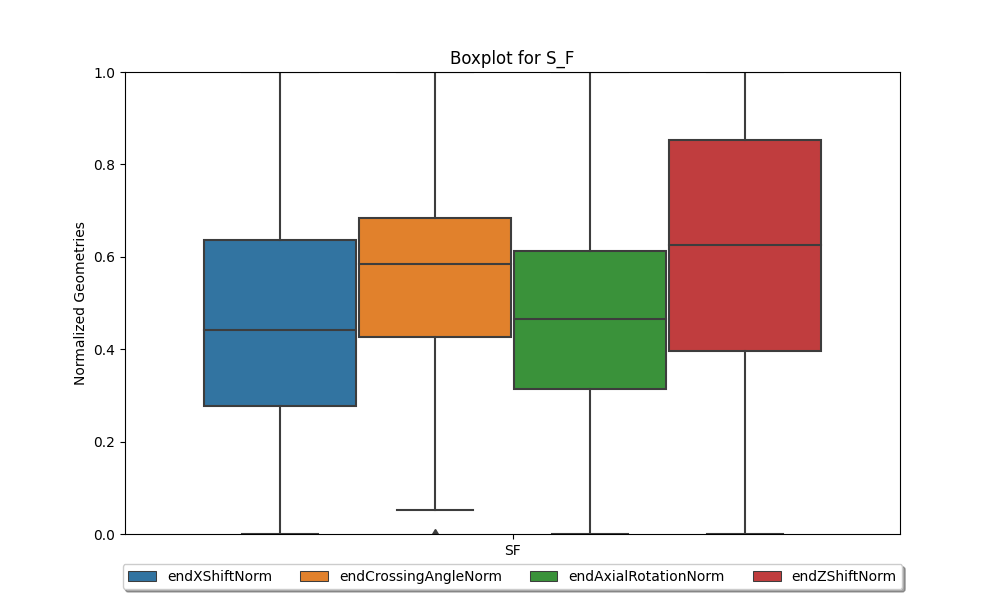 Boxplot for S_F
1.0
0.8
0.6
0.4
0.2
0.0
Normalized Geometries
SF
endXShiftNorm endCrossingAngleNorm endAxialRotationNorm endZShiftNorm